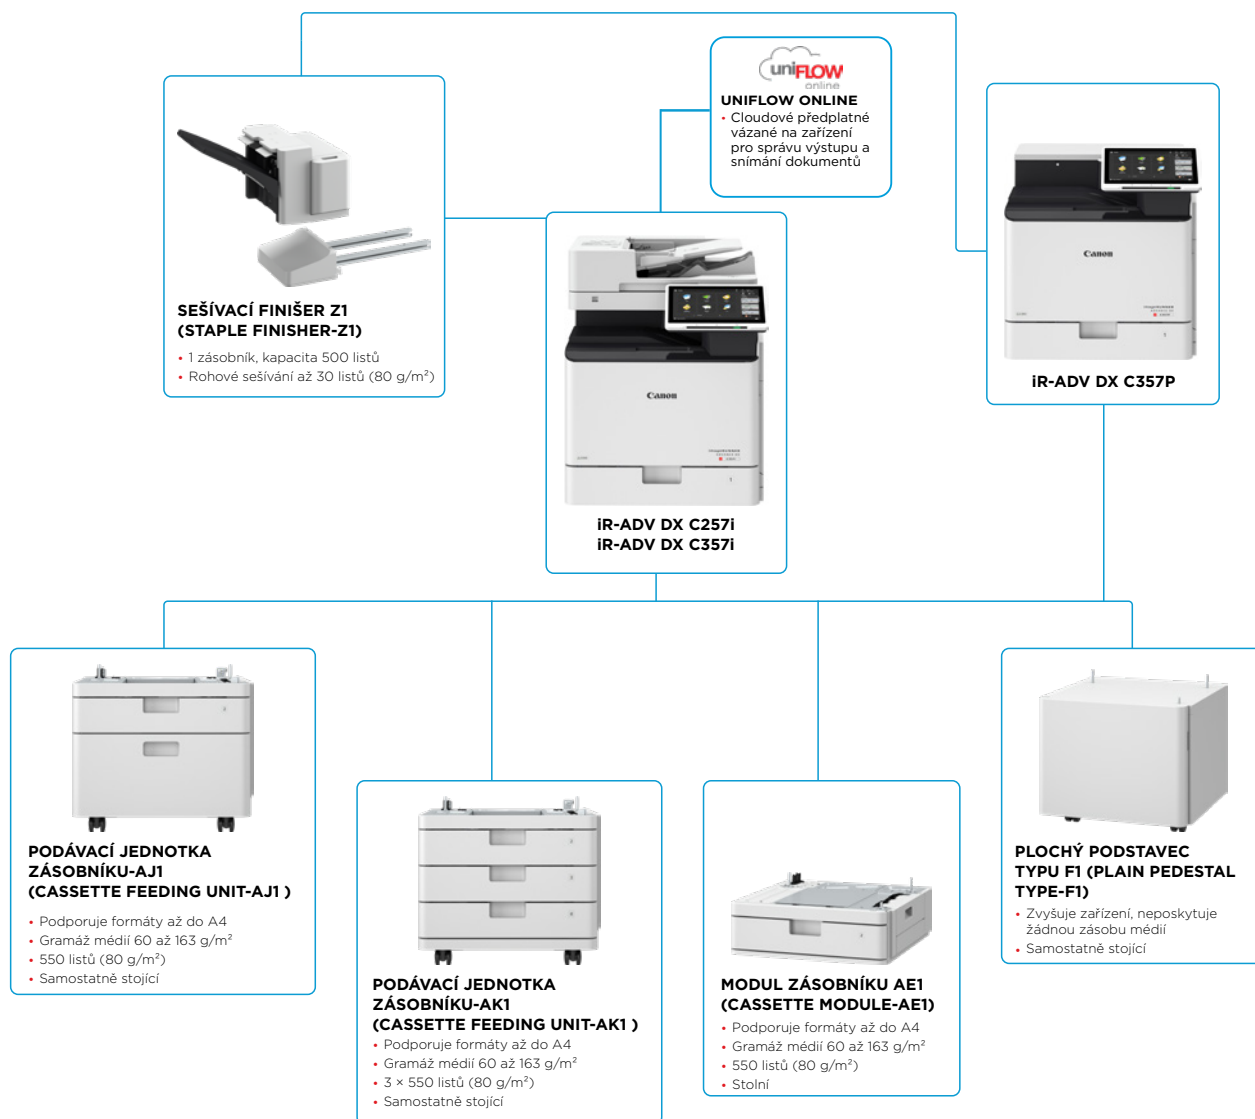 uniFLOW
online
UNIFLOW ONLINE
• Cloudové předplatné
vázané na zařízení
pro správu výstupu a
snímání dokumentů
SEŠÍVACÍ FINIŠER Z1
(STAPLE FINISHER-Z1)
• 1 zásobník, kapacita 500 listů
• Rohové sešívání až 30 listů (80 g/m²)
Canon
iR-ADV DX C257i
iR-ADV DX C357i
Canon
iR-ADV DX C357P
PODÁVACÍ JEDNOTKA
ZÁSOBNÍKU-AJ1
(CASSETTE FEEDING UNIT-AJ1 )
• Podporuje formáty až do A4
• Gramáž médií 60 až 163 g/m²
• 550 listů (80 g/m²)
• Samostatně stojící
PODÁVACÍ JEDNOTKA
ZÁSOBNÍKU-AK1
(CASSETTE FEEDING UNIT-AK1 )
• Podporuje formáty až do A4
• Gramáž médií 60 až 163 g/m²
• 3 × 550 listů (80 g/m²)
• Samostatně stojící
MODUL ZÁSOBNÍKU AE1
(CASSETTE MODULE-AE1)
• Podporuje formáty až do A4
• Gramáž médií 60 až 163 g/m²
• 550 listů (80 g/m²)
• Stolní
PLOCHÝ PODSTAVEC
TYPU F1 (PLAIN PEDESTAL
TYPE-F1)
• Zvyšuje zařízení, neposkytuje
žádnou zásobu médií
• Samostatně stojící